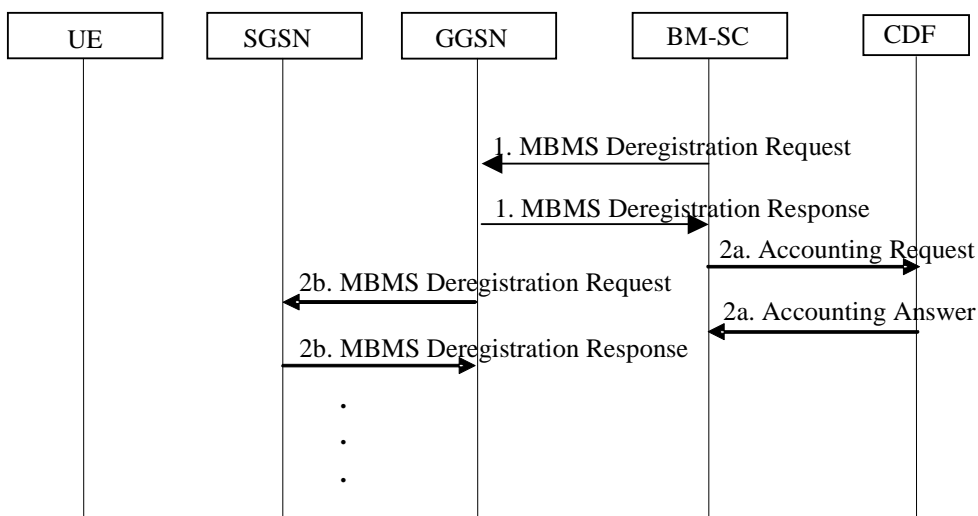 UE
SGSN
GGSN
BM-SC
CDF
1. MBMS Deregistration Request
1. MBMS Deregistration Response
2a. Accounting Request
2b. MBMS Deregistration Request
2a. Accounting Answer
2b. MBMS Deregistration Response
.
.
.